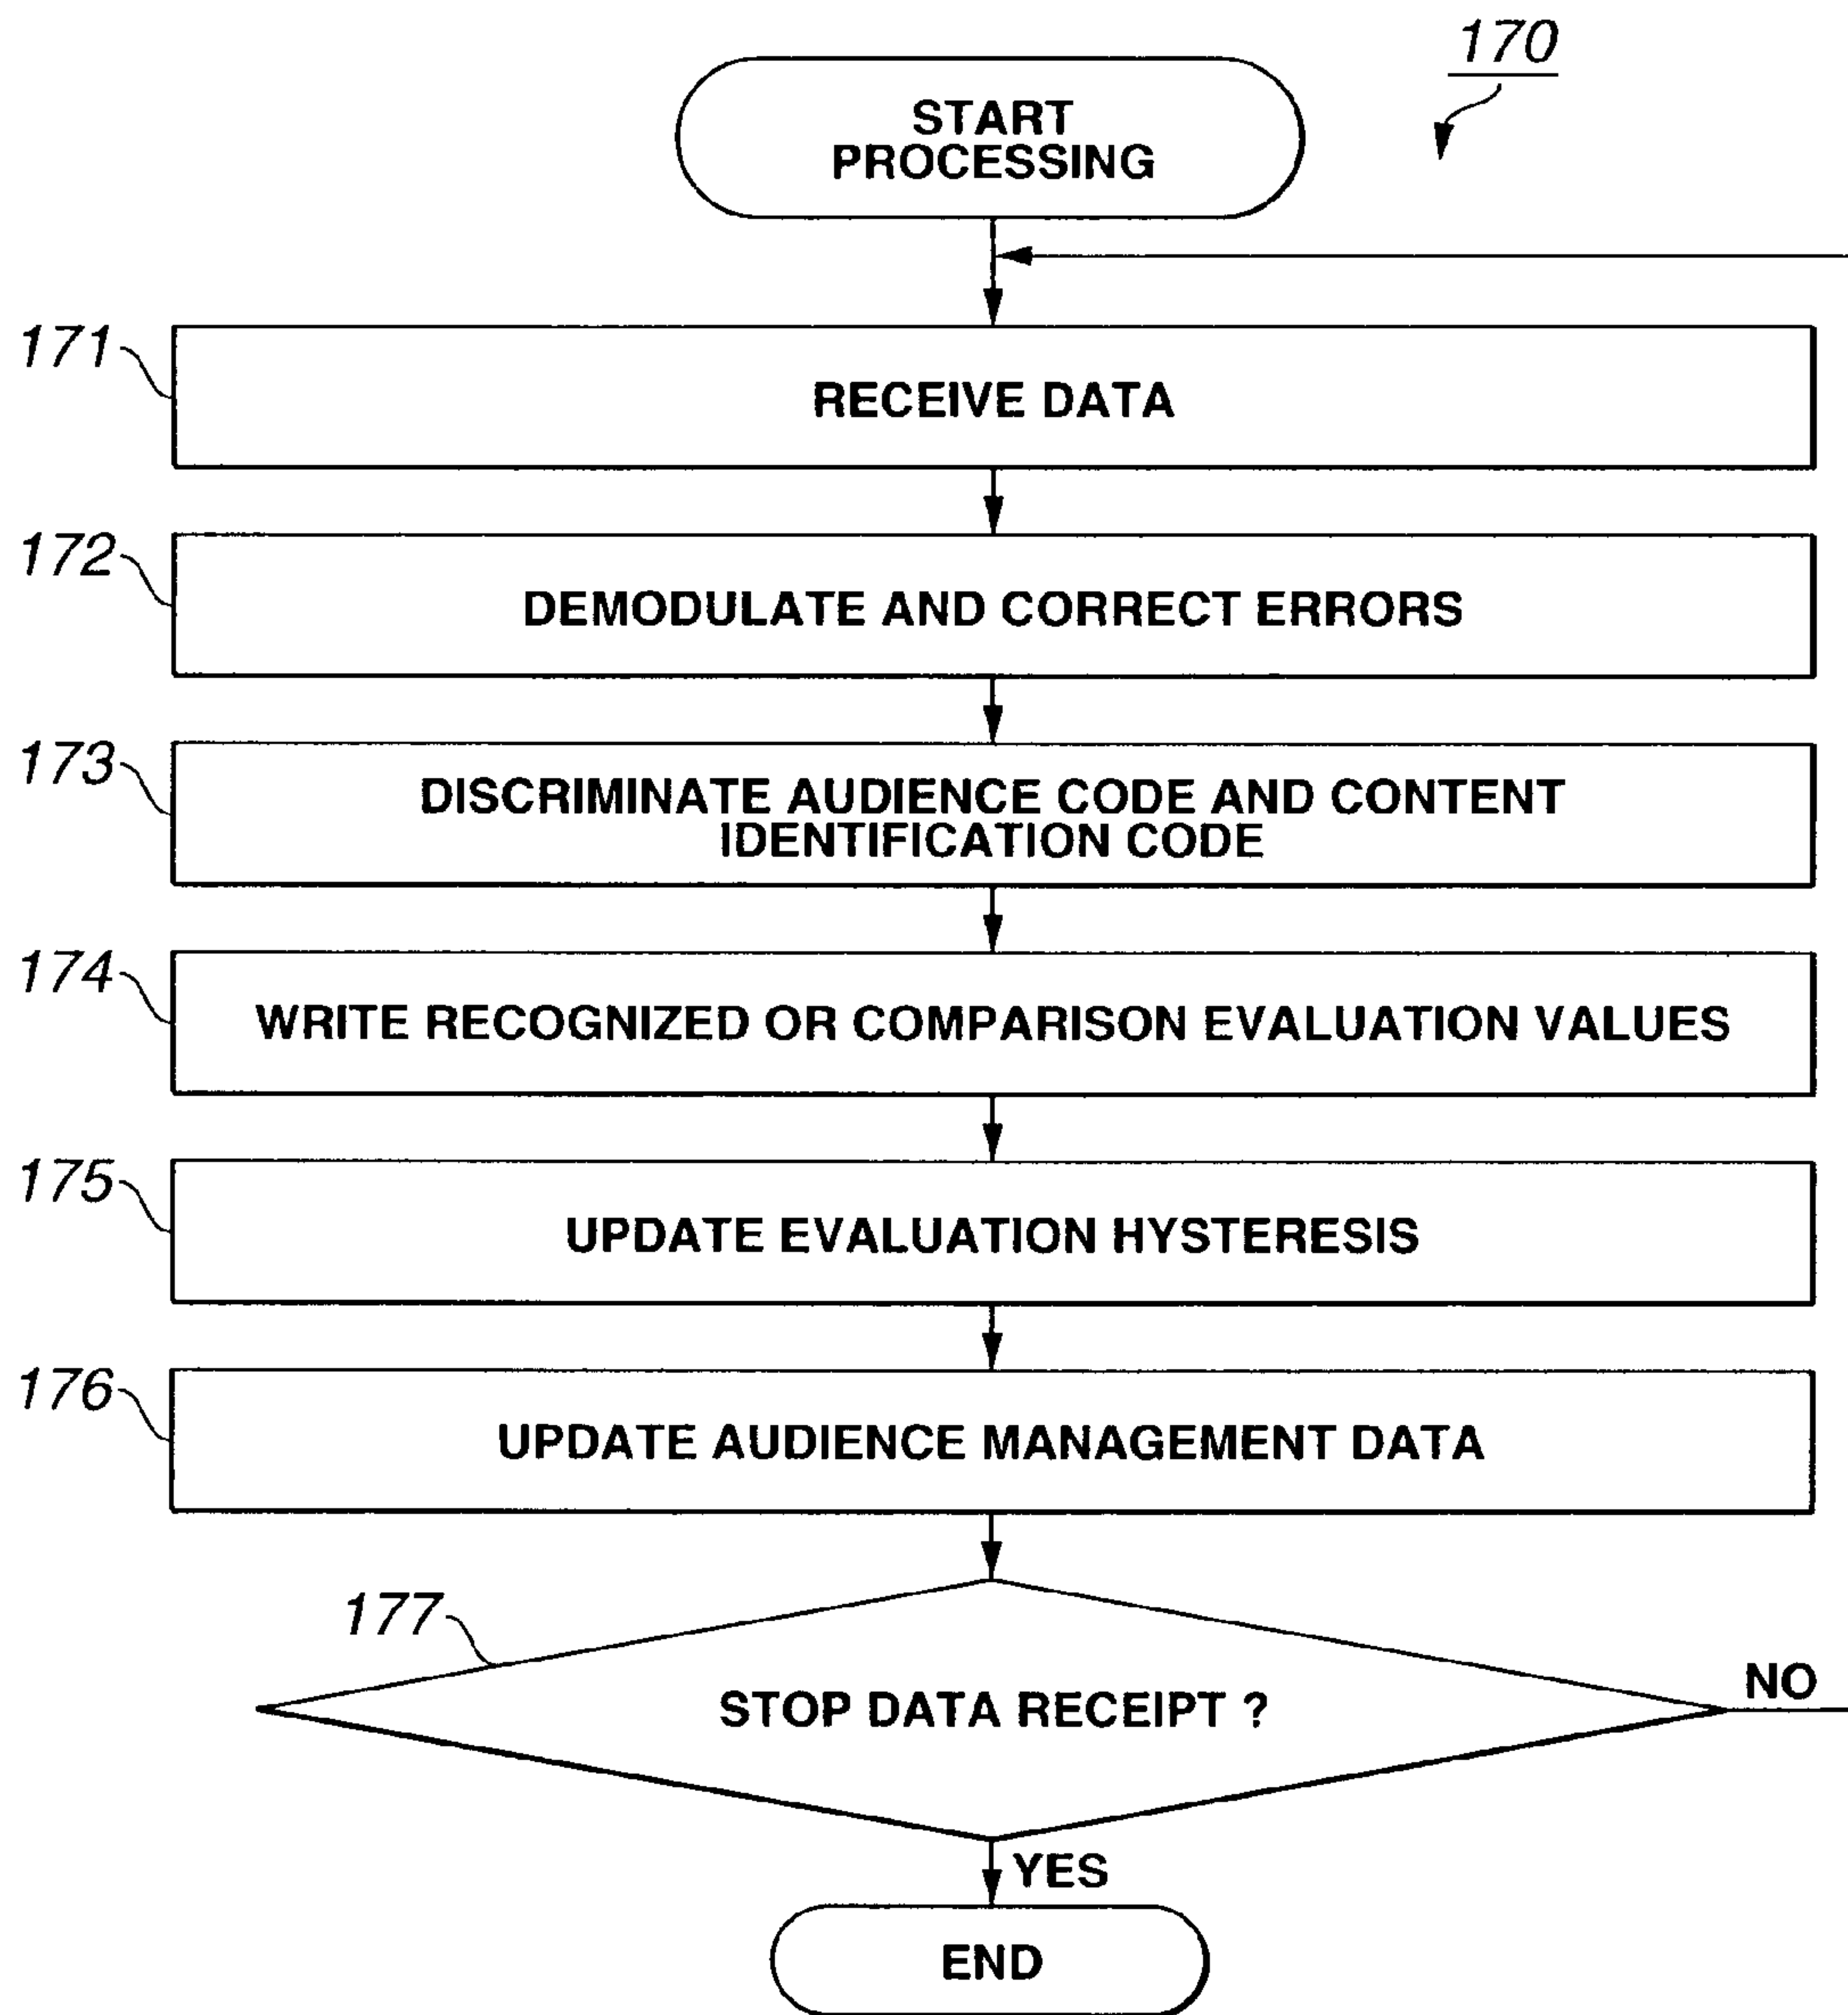 170
START
PROCESSING
171
RECEIVE DATA
172
DEMODULATE AND CORRECT ERRORS
173
DISCRIMINATE AUDIENCE CODE AND CONTENT
IDENTIFICATION CODE
174
WRITE RECOGNIZED OR COMPARISON EVALUATION VALUES
175
UPDATE EVALUATION HYSTERESIS
176
UPDATE AUDIENCE MANAGEMENT DATA
177
STOP DATA RECEIPT ?
NO
YES
END